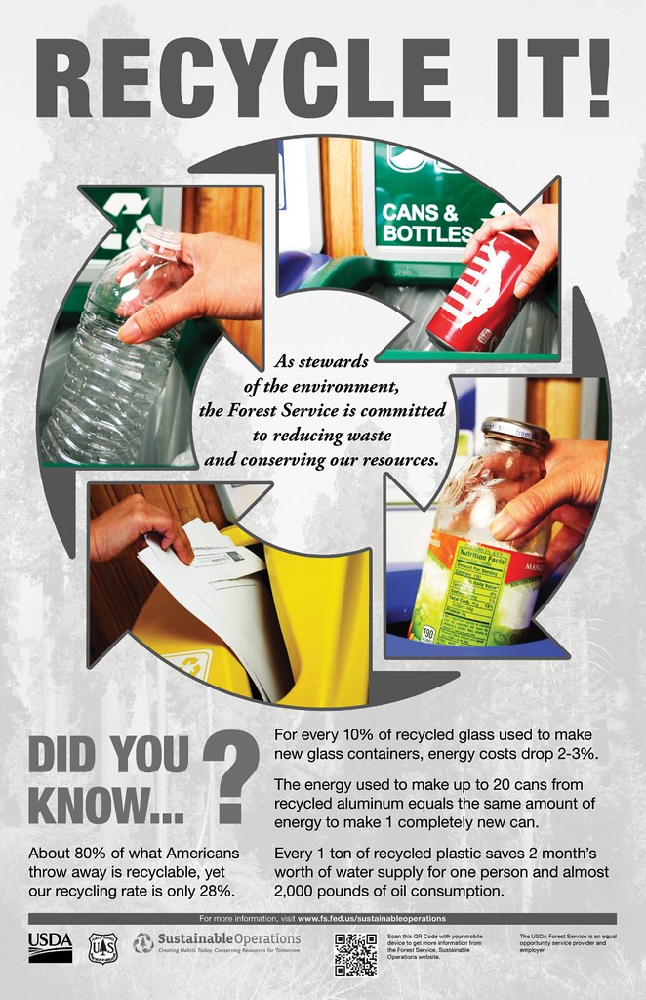 RECYCLE IT!
CANS &
BOTTLES
As stewards
of the environment,
the Forest Service is committed
to reducing waste
and conserving our resources.
Nutrition Facts
Amount Per Serving
MAN
190
DID YOU
KNOW...?
About 80% of what Americans
throw away is recyclable, yet
our recycling rate is only 28%.
For every 10% of recycled glass used to make
new glass containers, energy costs drop 2-3%.
The energy used to make up to 20 cans from
recycled aluminum equals the same amount of
energy to make 1 completely new can.
Every 1 ton of recycled plastic saves 2 month's
worth of water supply for one person and almost
2,000 pounds of oil consumption.
For more information, visit www.fs.fed.us/sustainableoperations
USDA
UAS
SustainableOperations
Creating Habits Today, Conserving Resources for Tomorrow
Scan this QR Code with your mobile
device to get more information from
the Forest Service, Sustainable
Operations website.
The USDA Forest Service is an equal
opportunity service provider and
employer.